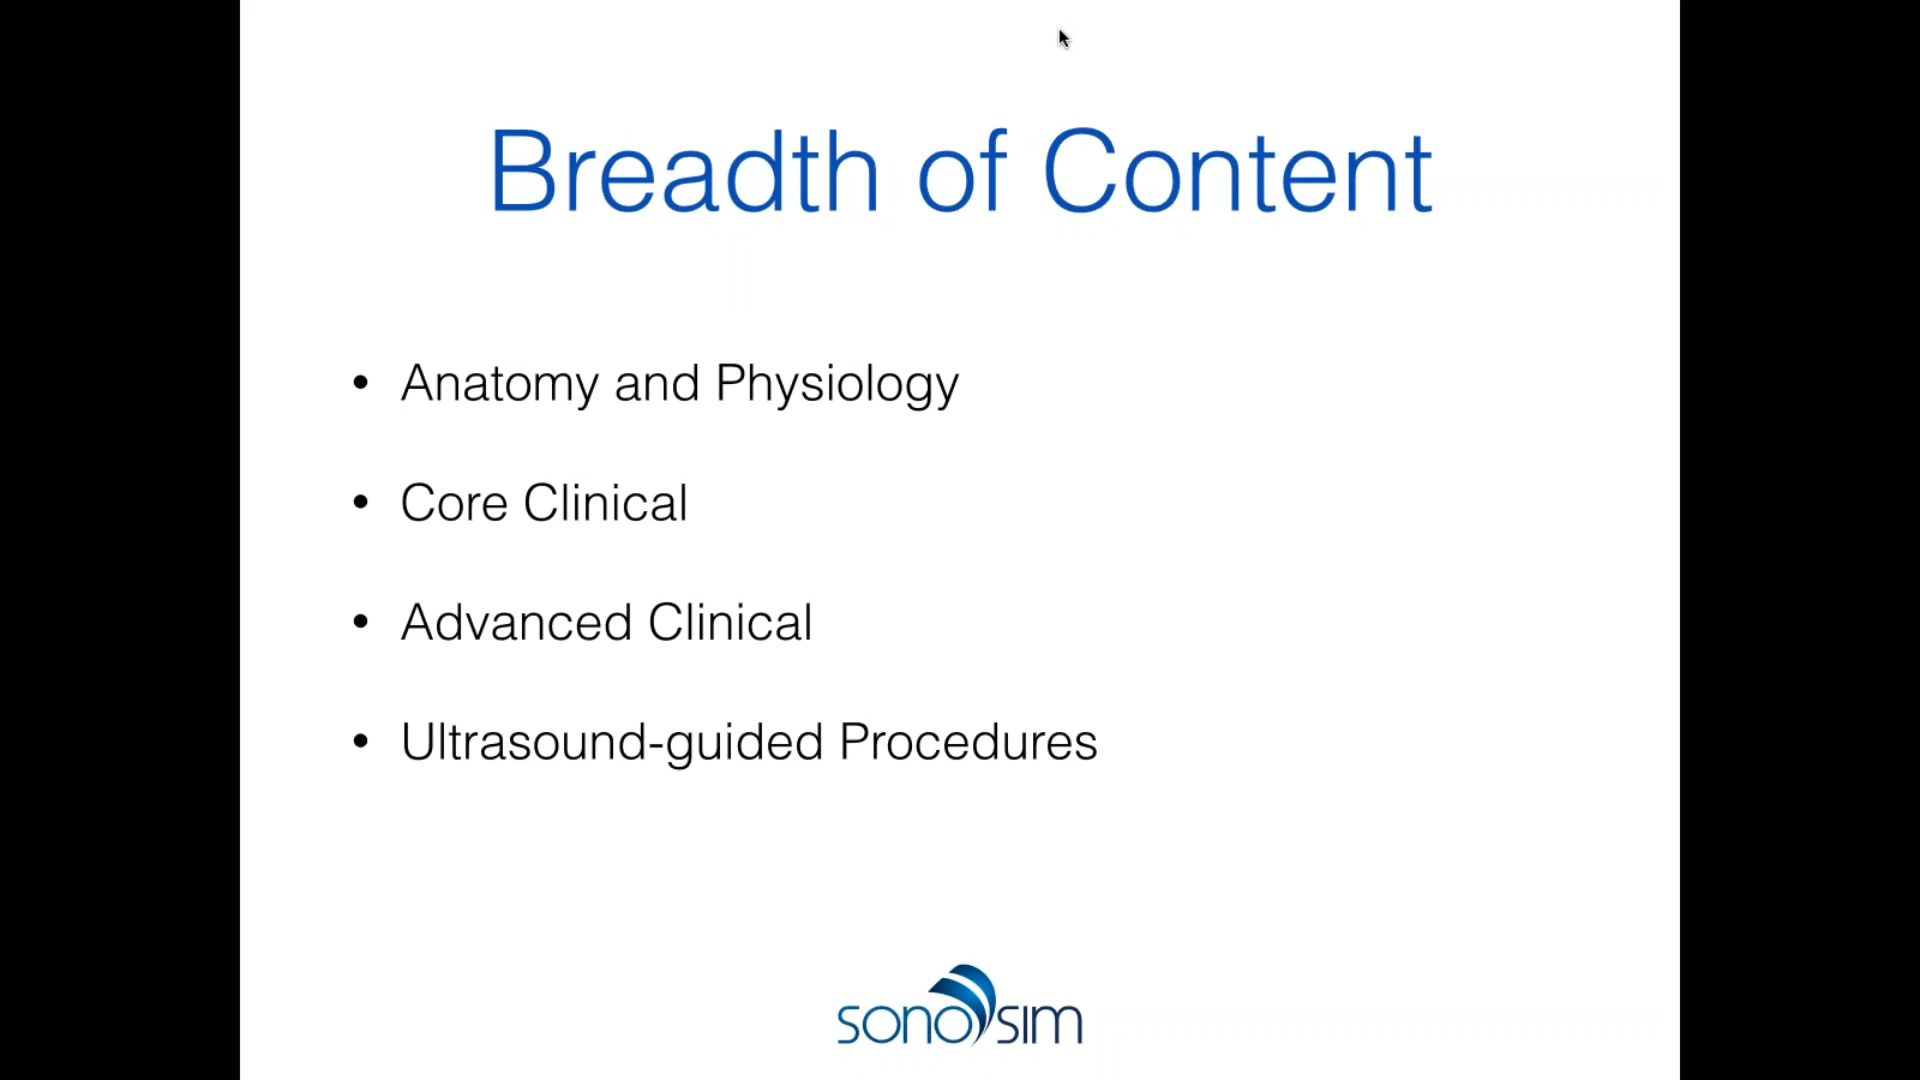 Breadth of Content
• Anatomy and Physiology
• Core Clinical
• Advanced Clinical
• Ultrasound-guided Procedures
sonosim